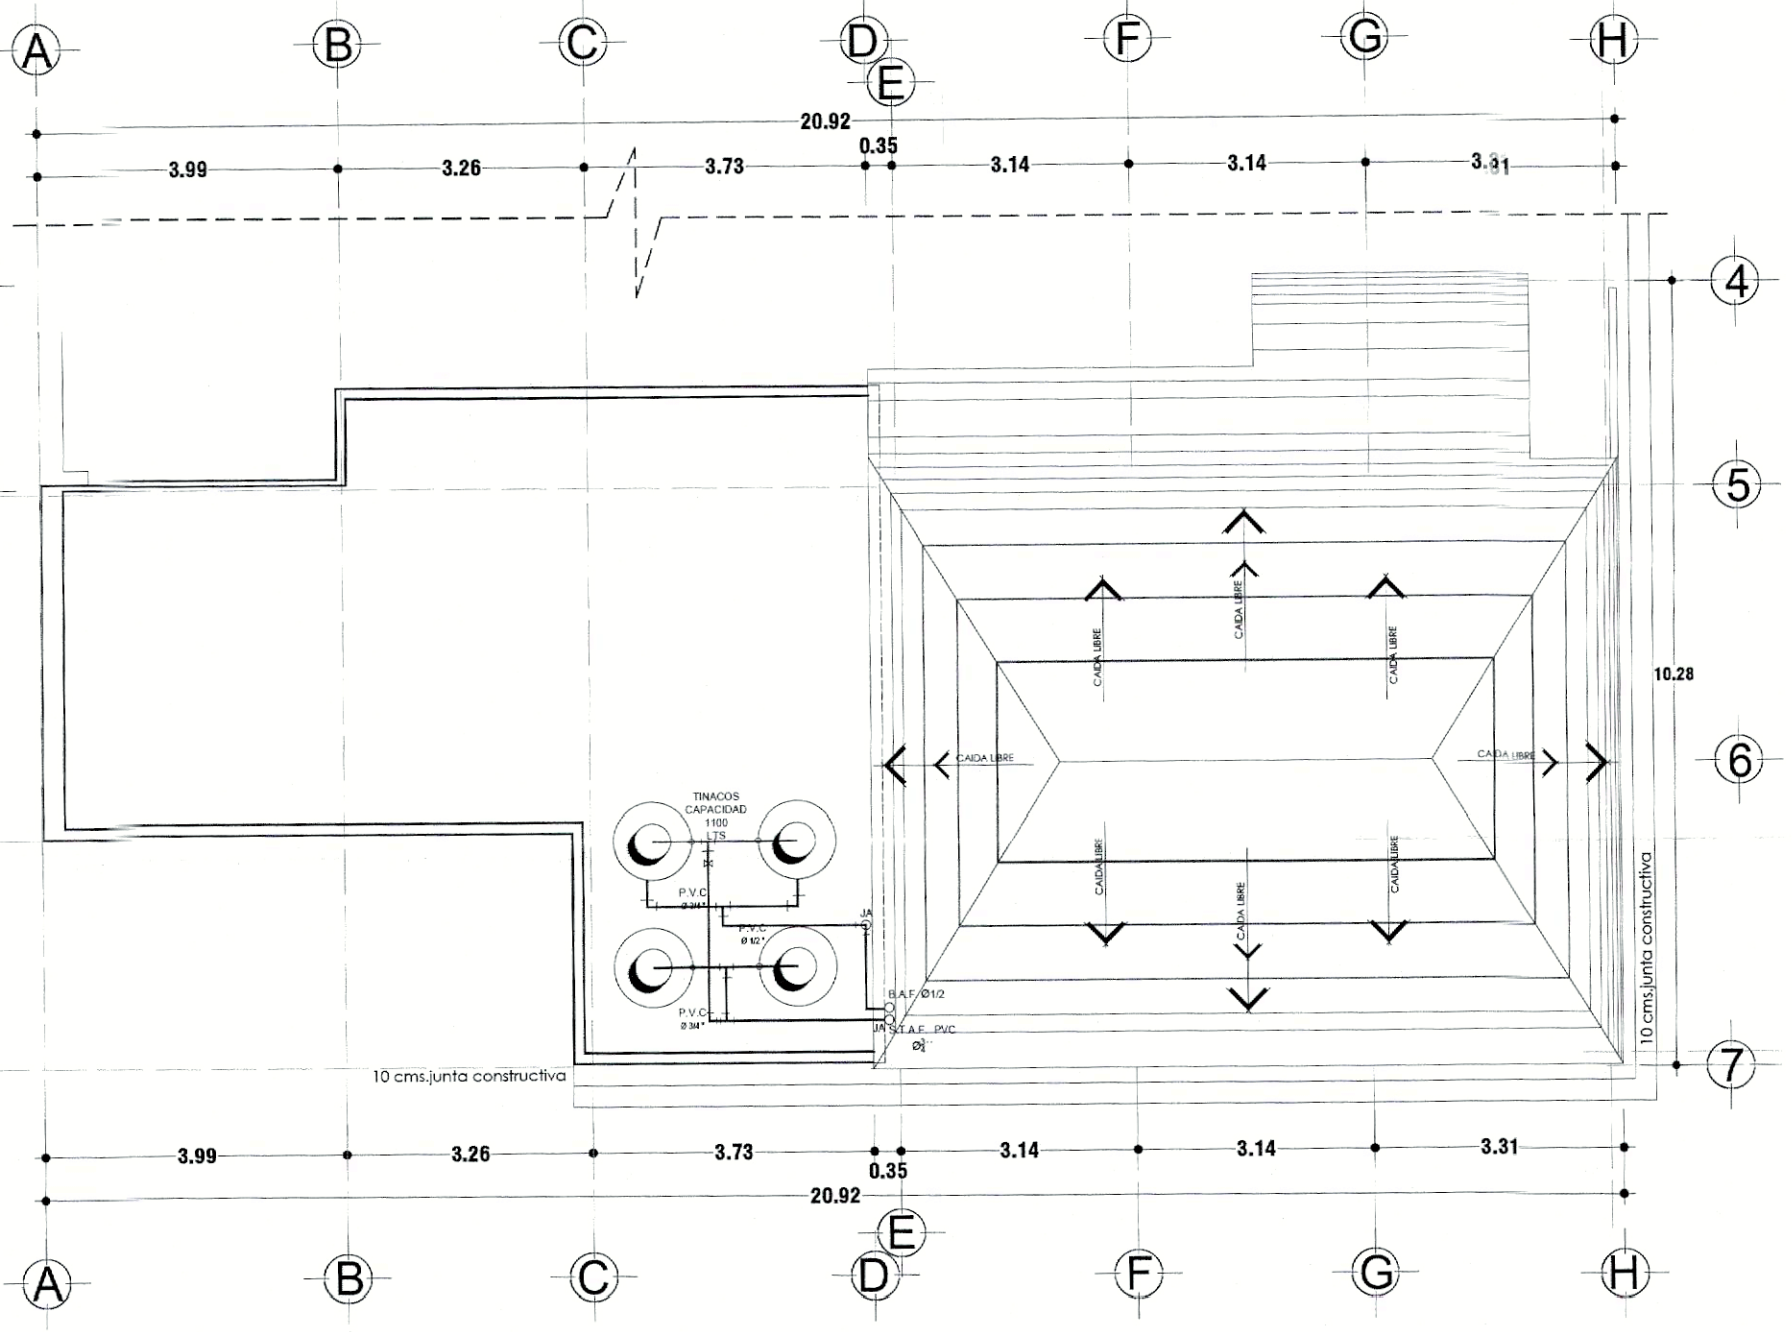 A B C D F G H
E
20.92
0.35
3.99 3.26 3.73 3.14 3.14
4
5
10.28
6
CAIDA LIBRE
CAIDA LIBRE
CAIDA LIBRE
CAIDA LIBRE
CAIDA LIBRE
TINACOS
CAPACIDAD
1100
LTS
CAIDA LIBRE
CAIDA LIBRE
CAIDA LIBRE
P.V.C
Ø 3/4"
JA
P.V.C
Ø 1/2"
B.A.F. Ø1/2
P.V.C
Ø 3/4"
JA
S.T.A.F. PVC
10 cms.junta constructiva
7
10 cms.junta constructiva
3.99 3.26 3.73 3.14 3.14 3.31
0.35
20.92
E
A B C D F G H